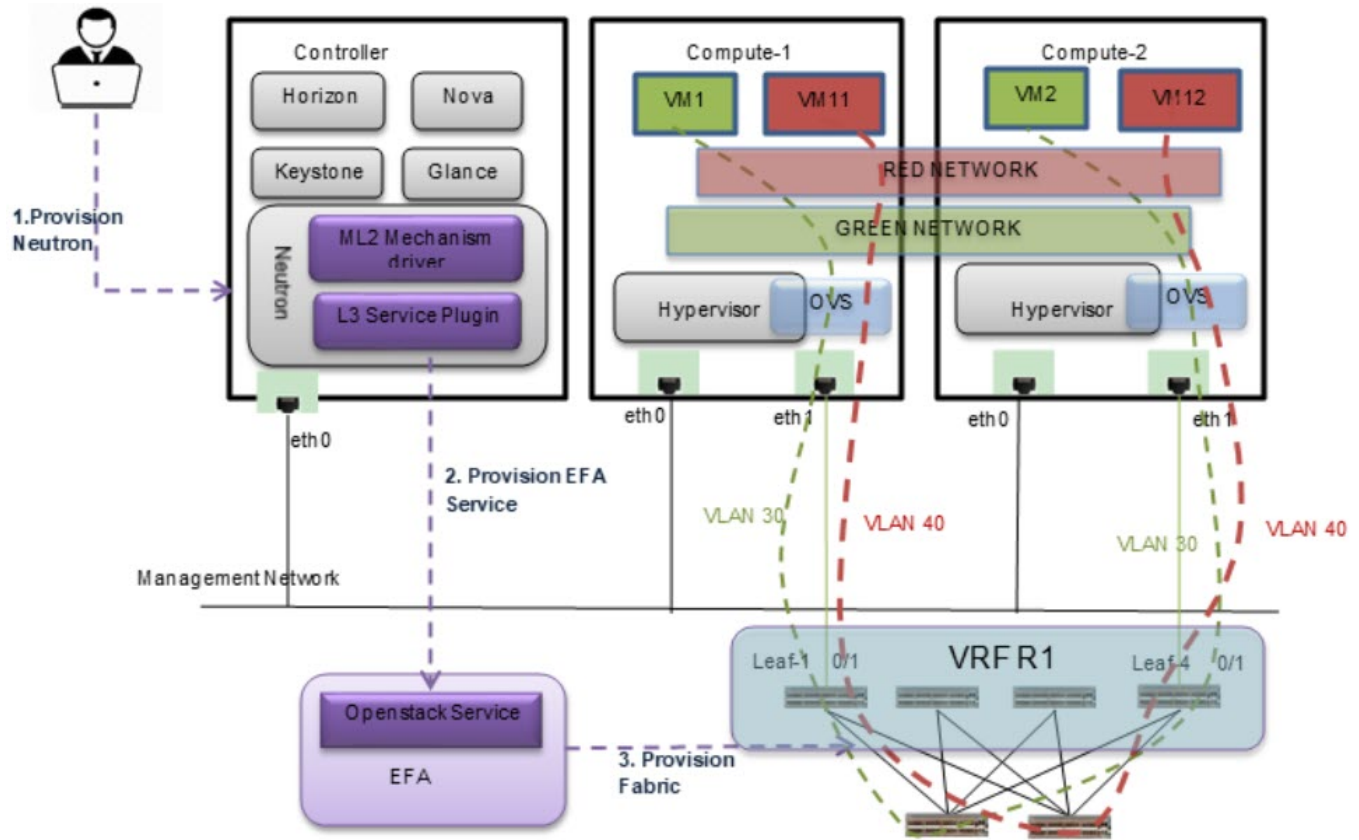 Controller
Horizon
Nova
Keystone
Glance
Neutron
ML2 Mechanism
driver
L3 Service Plugin
eth0
1.Provision
Neutron
Compute-1
VM1
VM11
Compute-2
VM2
VM12
RED NETWORK
GREEN NETWORK
Hypervisor
OVS
Hypervisor
OVS
eth0
eth1
eth0
eth1
2. Provision EFA
Service
VLAN 30
VLAN 40
VLAN 30
VLAN 40
Management Network
Leaf-1 0/1
VRF R1
Leaf-4 0/1
Openstack Service
EFA
3. Provision
Fabric